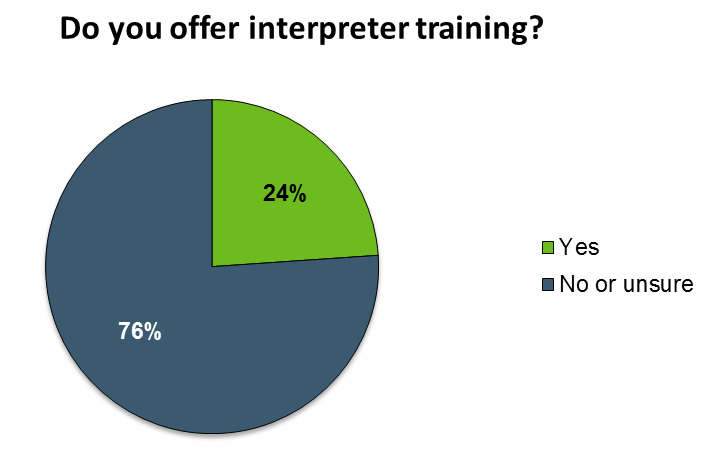 Do you offer interpreter training?
24%
Yes
No or unsure
76%